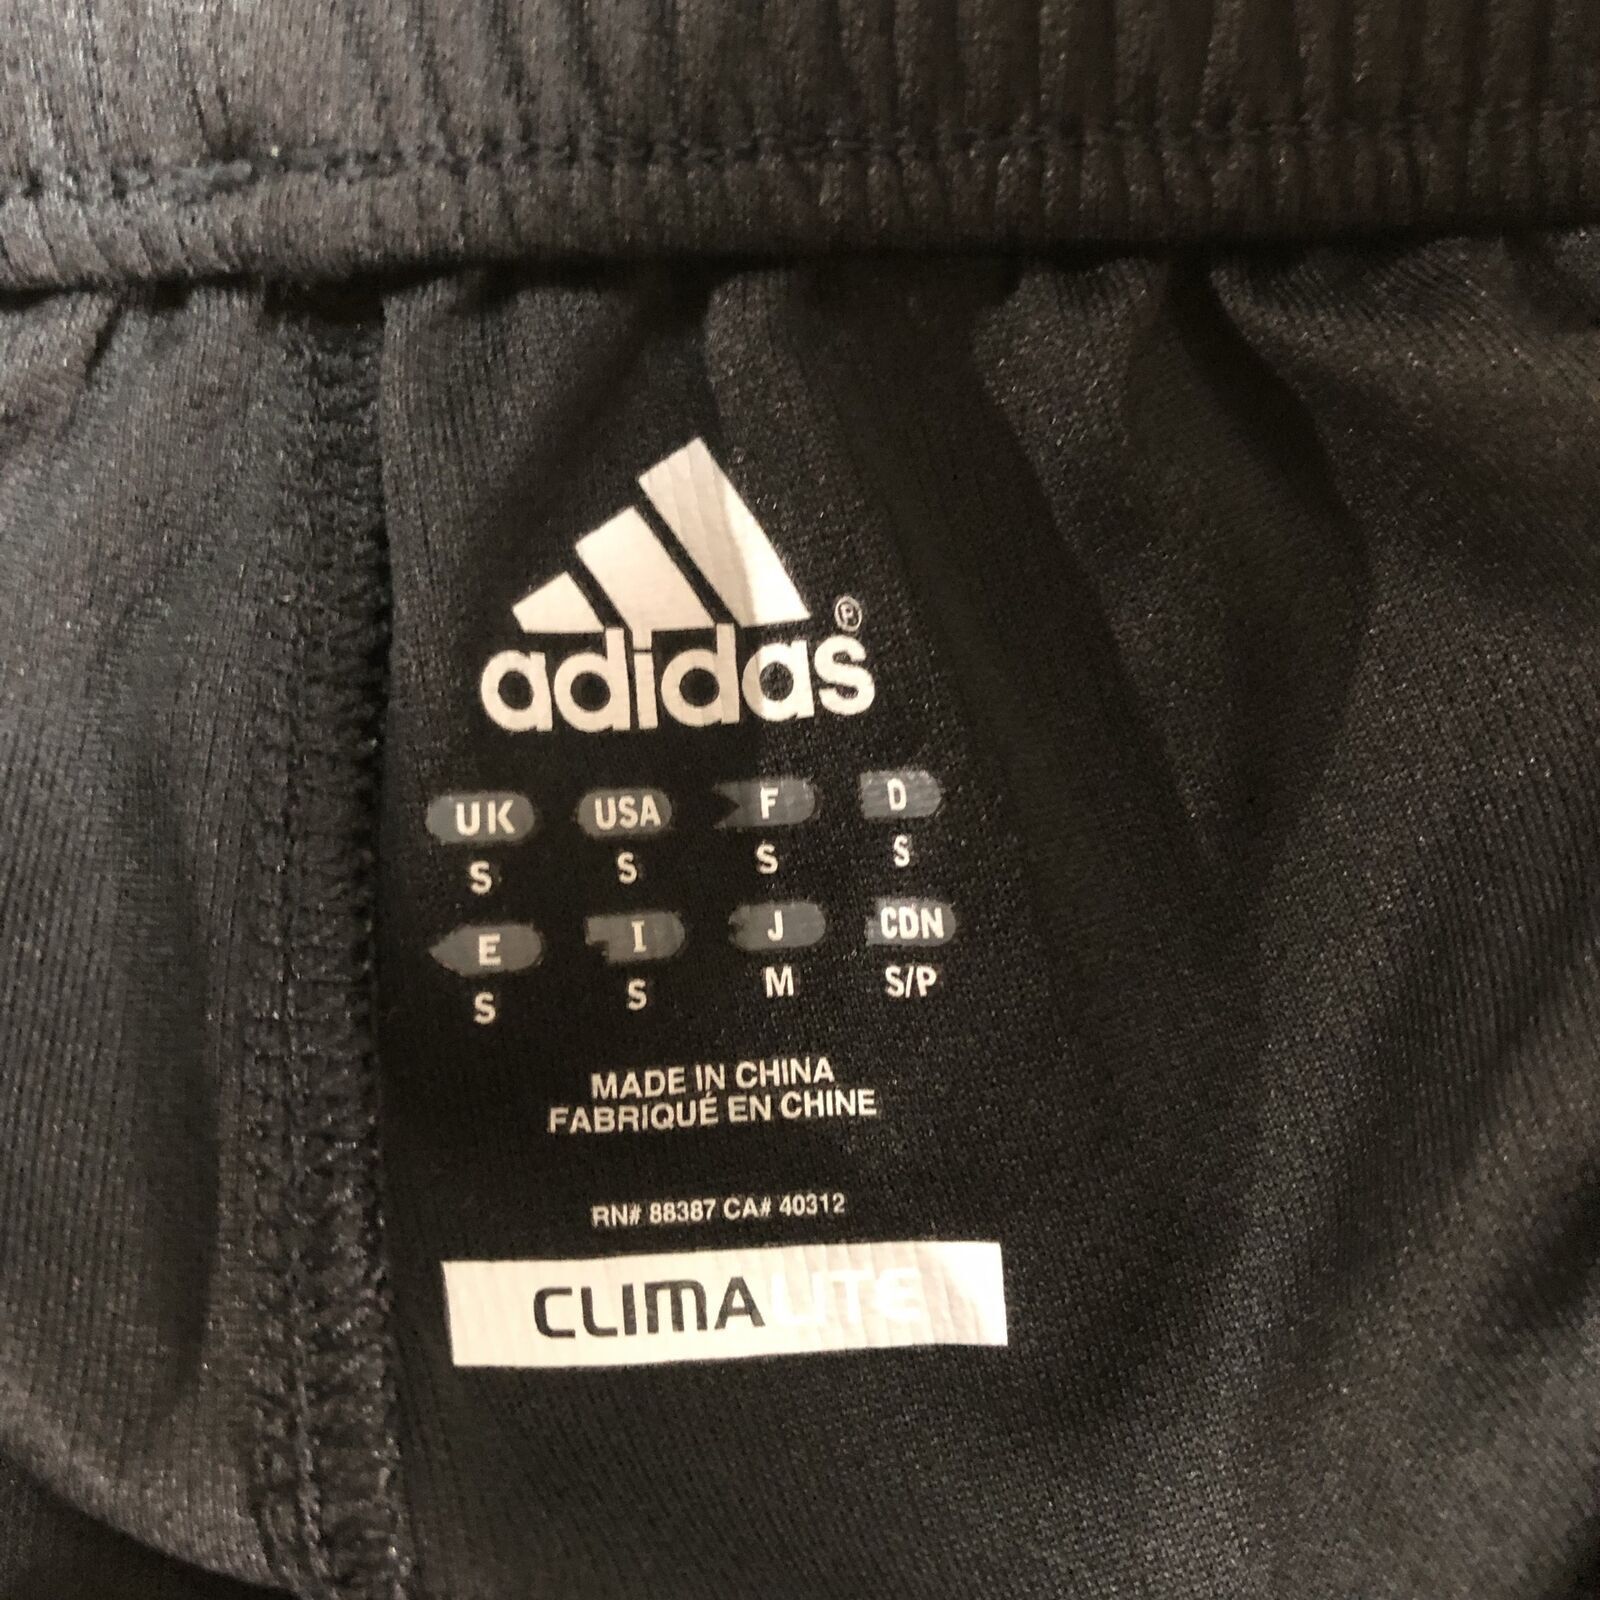 adidas®
UK USA F D
S S S S
E I J CDN
S S M S/P
MADE IN CHINA
FABRIQUÉ EN CHINE
RN# 88387 CA# 40312
CLIMALITE